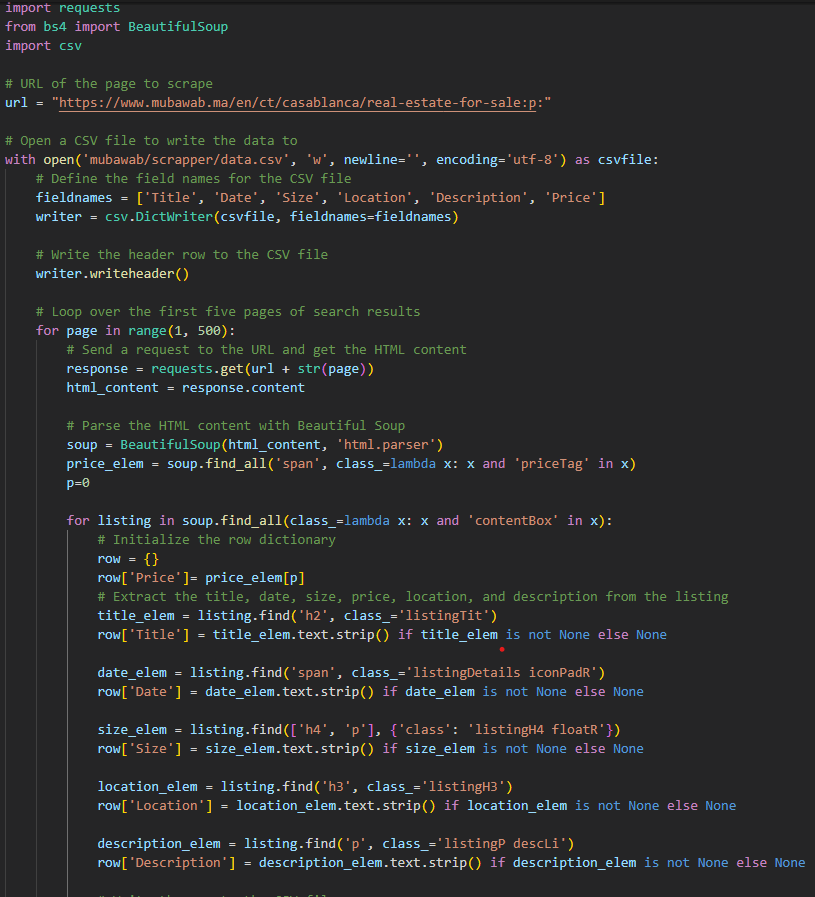 import requests
from bs4 import BeautifulSoup
import csv

# URL of the page to scrape
url = "https://www.mubawab.ma/en/ct/casablanca/real-estate-for-sale:p:"

# Open a CSV file to write the data to
with open('mubawab/scrapper/data.csv', 'w', newline='', encoding='utf-8') as csvfile:
    # Define the field names for the CSV file
    fieldnames = ['Title', 'Date', 'Size', 'Location', 'Description', 'Price']
    writer = csv.DictWriter(csvfile, fieldnames=fieldnames)

    # Write the header row to the CSV file
    writer.writeheader()

    # Loop over the first five pages of search results
    for page in range(1, 500):
        # Send a request to the URL and get the HTML content
        response = requests.get(url + str(page))
        html_content = response.content

        # Parse the HTML content with Beautiful Soup
        soup = BeautifulSoup(html_content, 'html.parser')
        price_elem = soup.find_all('span', class_=lambda x: x and 'priceTag' in x)
        p=0

        for listing in soup.find_all(class_=lambda x: x and 'contentBox' in x):
            # Initialize the row dictionary
            row = {}
            row['Price']= price_elem[p]
            # Extract the title, date, size, price, location, and description from the listing
            title_elem = listing.find('h2', class_='listingTit')
            row['Title'] = title_elem.text.strip() if title_elem is not None else None

            date_elem = listing.find('span', class_='listingDetails iconPadR')
            row['Date'] = date_elem.text.strip() if date_elem is not None else None

            size_elem = listing.find(['h4', 'p'], {'class': 'listingH4 floatR'})
            row['Size'] = size_elem.text.strip() if size_elem is not None else None

            location_elem = listing.find('h3', class_='listingH3')
            row['Location'] = location_elem.text.strip() if location_elem is not None else None

            description_elem = listing.find('p', class_='listingP descLi')
            row['Description'] = description_elem.text.strip() if description_elem is not None else None